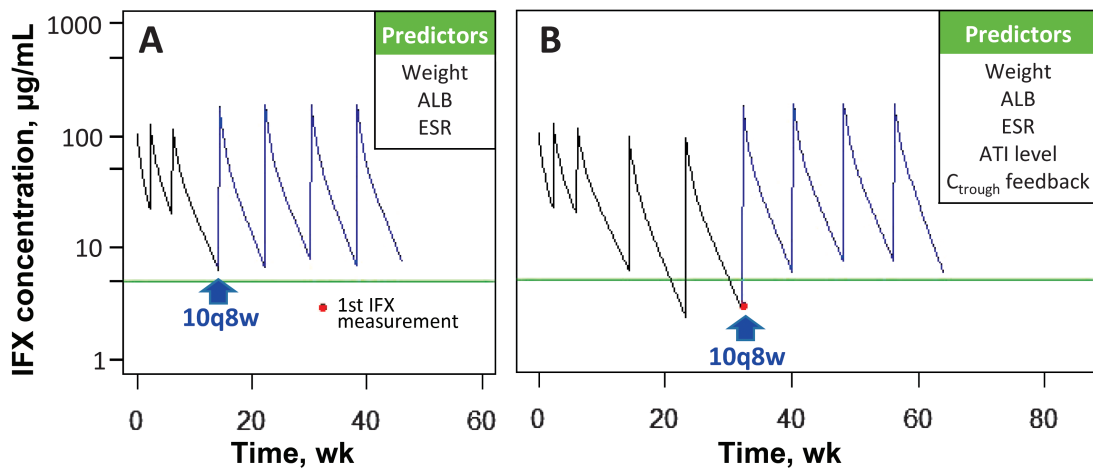 IFX concentration, µg/mL
1000
100
10
1
A
Predictors
Weight
ALB
ESR
10q8w
1st IFX
measurement
0 20 40 60
Time, wk
B
Predictors
Weight
ALB
ESR
ATI level
Ctrough feedback
10q8w
0 20 40 60 80
Time, wk